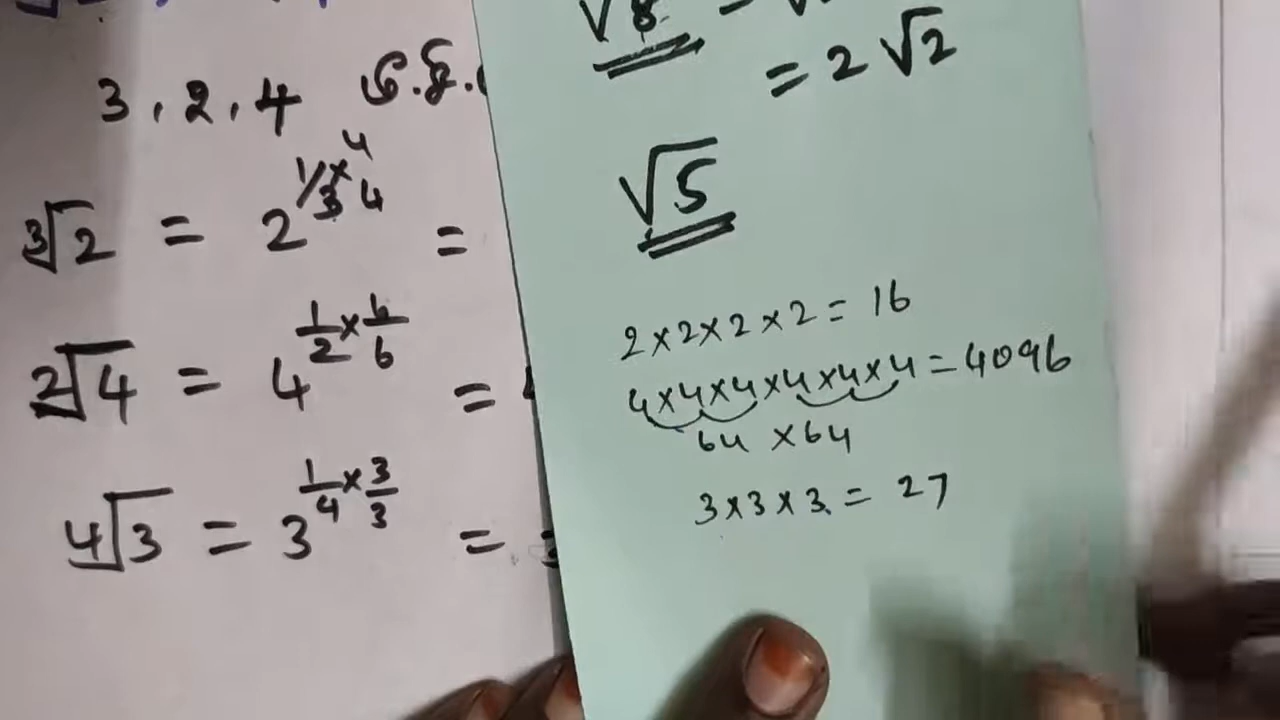 3, 2, 4
∛2 = 2^(1/3 × 4/4) =
²√4 = 4^(1/2 × 6/6) =
⁴√3 = 3^(1/4 × 3/3) =
√8
= 2√2
√5
2×2×2×2 = 16
4×4×4×4×4×4 = 4096
64 × 64
3×3×3 = 27